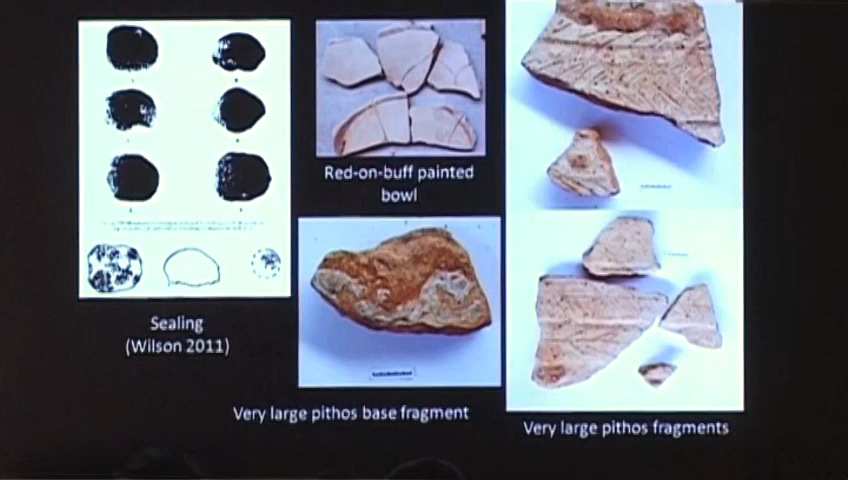 Red-on-buff painted
bowl
Sealing
(Wilson 2011)
Very large pithos base fragment
Very large pithos fragments